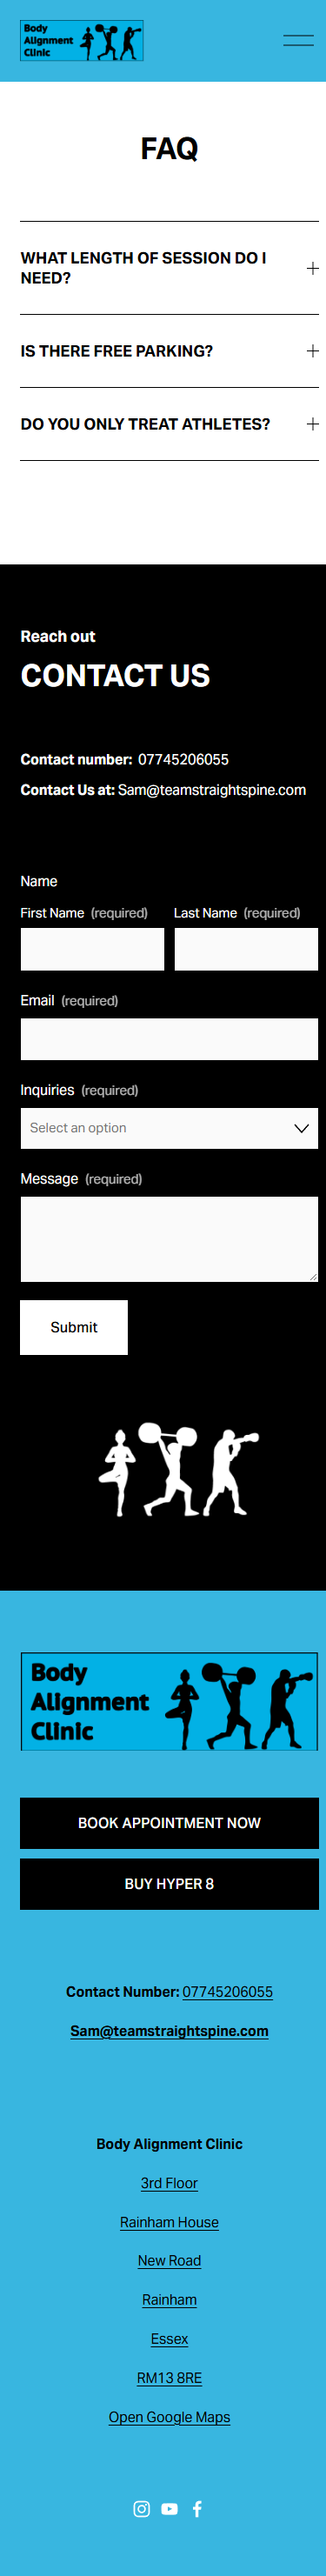 Body
Alignment
Clinic
FAQ
WHAT LENGTH OF SESSION DO I
NEED?
IS THERE FREE PARKING?
DO YOU ONLY TREAT ATHLETES?
Reach out
CONTACT US
Contact number: 07745206055
Contact Us at: Sam@teamstraightspine.com
Name
First Name (required) Last Name (required)
Email (required)
Inquiries (required)
Select an option
Message (required)
Submit
Body
Alignment
Clinic
BOOK APPOINTMENT NOW
BUY HYPER 8
Contact Number: 07745206055
Sam@teamstraightspine.com
Body Alignment Clinic
3rd Floor
Rainham House
New Road
Rainham
Essex
RM13 8RE
Open Google Maps